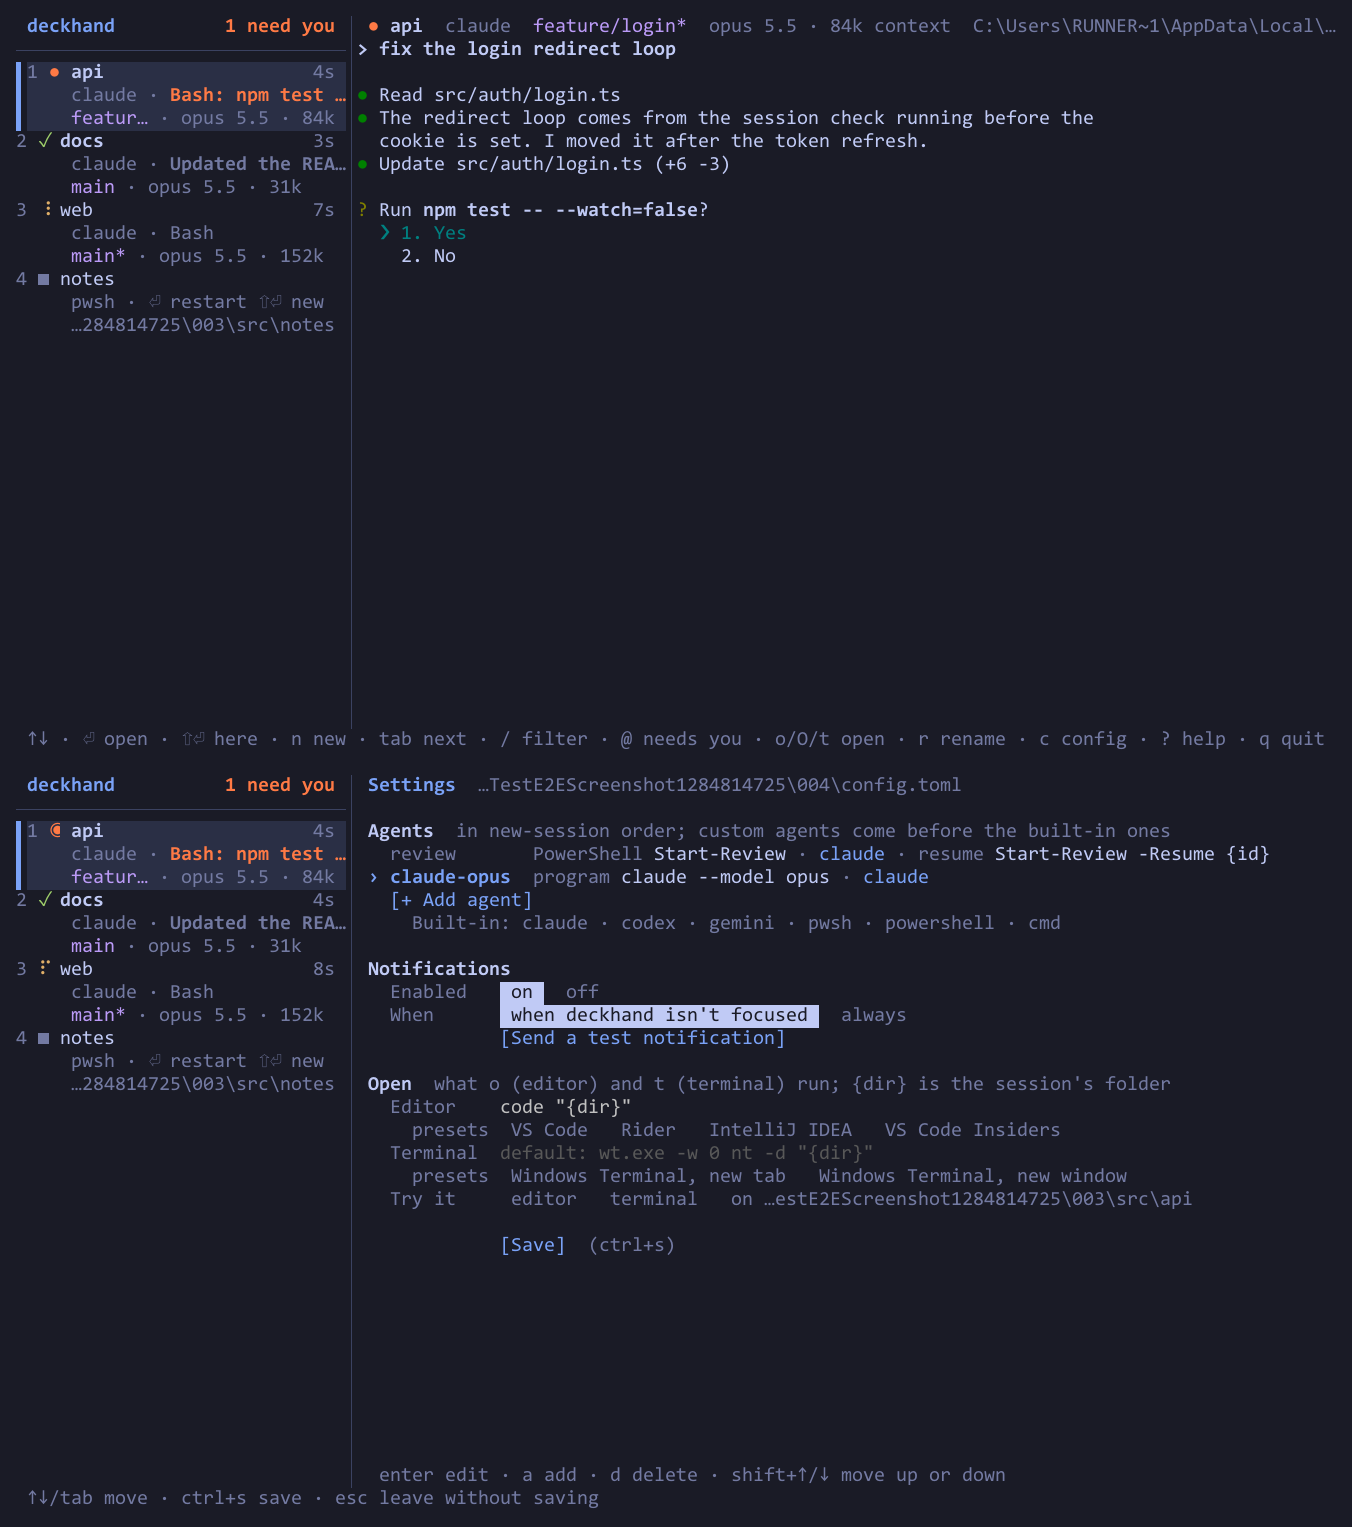 deckhand 1 need you
1 ● api 4s
claude · Bash: npm test …
featur… · opus 5.5 · 84k
2 ✓ docs 3s
claude · Updated the REA…
main · opus 5.5 · 31k
3 ⠸ web 7s
claude · Bash
main* · opus 5.5 · 152k
4 ■ notes
pwsh · ⏎ restart ⇧⏎ new
…284814725\003\src\notes
● api claude feature/login* opus 5.5 · 84k context C:\Users\RUNNER~1\AppData\Local\…
> fix the login redirect loop
● Read src/auth/login.ts
● The redirect loop comes from the session check running before the
cookie is set. I moved it after the token refresh.
● Update src/auth/login.ts (+6 -3)
? Run npm test -- --watch=false?
❯ 1. Yes
2. No
↑↓ · ⏎ open · ⇧⏎ here · n new · tab next · / filter · @ needs you · o/O/t open · r rename · c config · ? help · q quit
deckhand 1 need you
1 api 4s
claude · Bash: npm test …
featur… · opus 5.5 · 84k
2 ✓ docs 4s
claude · Updated the REA…
main · opus 5.5 · 31k
3 ⠏ web 8s
claude · Bash
main* · opus 5.5 · 152k
4 ■ notes
pwsh · ⏎ restart ⇧⏎ new
…284814725\003\src\notes
Settings …TestE2EScreenshot1284814725\004\config.toml
Agents in new-session order; custom agents come before the built-in ones
review PowerShell Start-Review · claude · resume Start-Review -Resume {id}
› claude-opus program claude --model opus · claude
[+ Add agent]
Built-in: claude · codex · gemini · pwsh · powershell · cmd
Notifications
Enabled on off
When when deckhand isn't focused always
[Send a test notification]
Open what o (editor) and t (terminal) run; {dir} is the session's folder
Editor code "{dir}"
presets VS Code Rider IntelliJ IDEA VS Code Insiders
Terminal default: wt.exe -w 0 nt -d "{dir}"
presets Windows Terminal, new tab Windows Terminal, new window
Try it editor terminal on …estE2EScreenshot1284814725\003\src\api
[Save] (ctrl+s)
enter edit · a add · d delete · shift+↑/↓ move up or down
↑↓/tab move · ctrl+s save · esc leave without saving